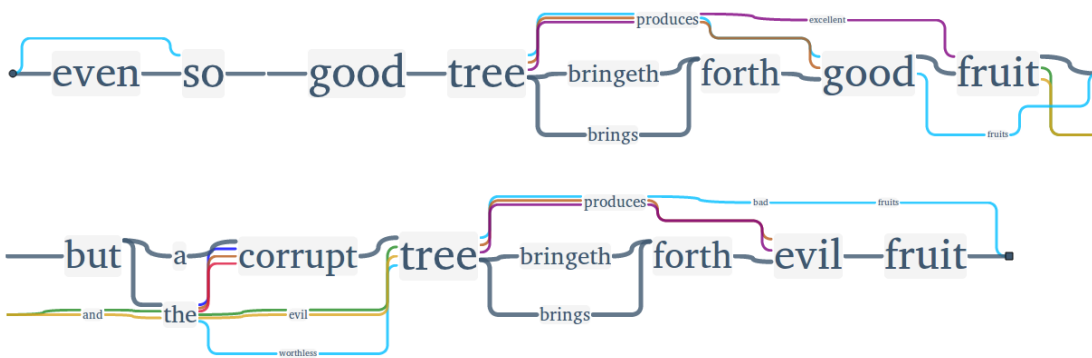 produces excellent
even so good tree bringeth forth good fruit
brings fruits
produces bad fruits
but a corrupt tree bringeth forth evil fruit
and the evil brings
worthless